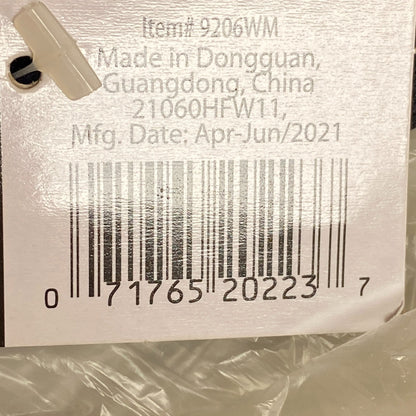 Item# 9206WM
Made in Dongguan,
Guangdong, China
21060HFW11,
Mfg. Date: Apr-Jun/2021
0 71765 20223 7